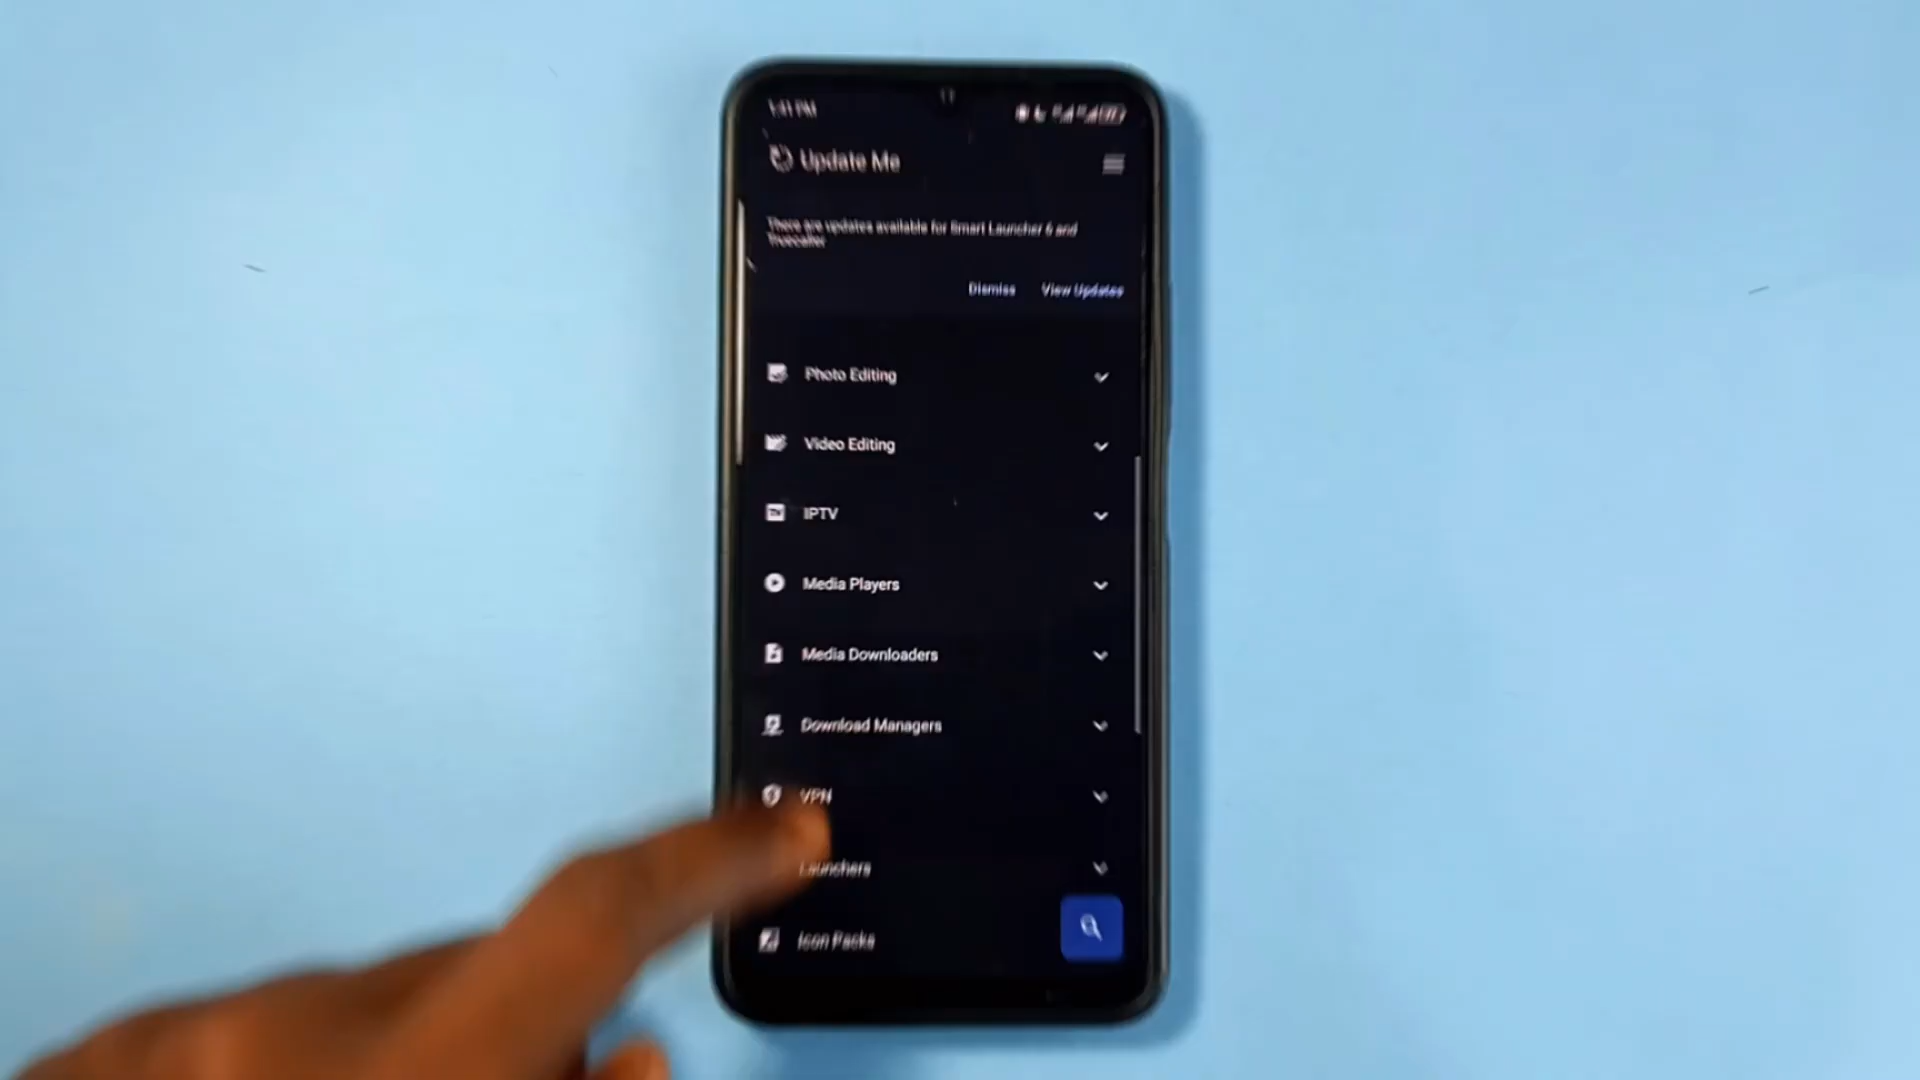 1:41 PM
Update Me
There are updates available for Smart Launcher 6 and
Truecaller
Dismiss View Updates
Photo Editing
Video Editing
IPTV
Media Players
Media Downloaders
Download Managers
VPN
Launchers
Icon Packs